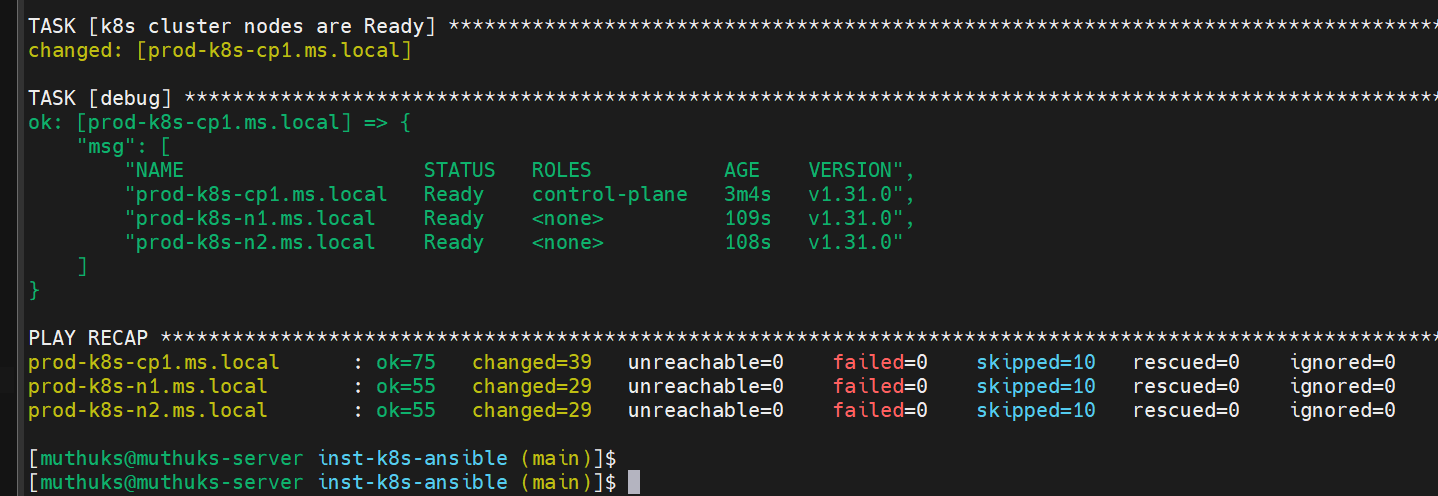 TASK [k8s cluster nodes are Ready] ***********************************************************************************
changed: [prod-k8s-cp1.ms.local]
TASK [debug] *********************************************************************************************************
ok: [prod-k8s-cp1.ms.local] => {
    "msg": [
        "NAME                    STATUS   ROLES           AGE    VERSION",
        "prod-k8s-cp1.ms.local   Ready    control-plane   3m4s   v1.31.0",
        "prod-k8s-n1.ms.local    Ready    <none>          109s   v1.31.0",
        "prod-k8s-n2.ms.local    Ready    <none>          108s   v1.31.0"
    ]
}
PLAY RECAP ***********************************************************************************************************
prod-k8s-cp1.ms.local      : ok=75   changed=39   unreachable=0    failed=0    skipped=10   rescued=0    ignored=0
prod-k8s-n1.ms.local       : ok=55   changed=29   unreachable=0    failed=0    skipped=10   rescued=0    ignored=0
prod-k8s-n2.ms.local       : ok=55   changed=29   unreachable=0    failed=0    skipped=10   rescued=0    ignored=0
[muthuks@muthuks-server inst-k8s-ansible (main)]$
[muthuks@muthuks-server inst-k8s-ansible (main)]$